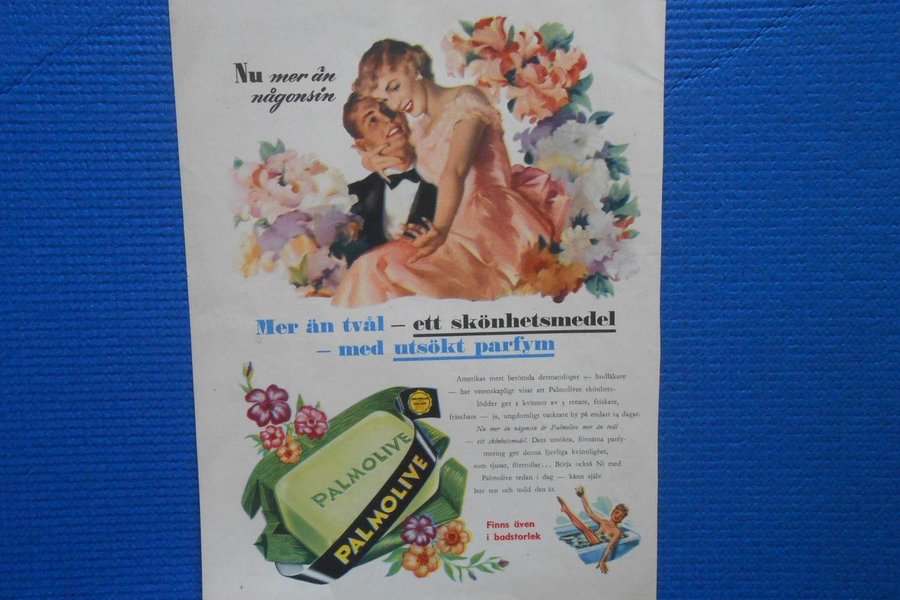 Nu mer än
någonsin
Mer än tvål – ett skönhetsmedel
– med utsökt parfym
Amerikas mest berömda dermatologer — hudläkare
— har vetenskapligt visat att Palmolives skönhets-
lödder ger 2 kvinnor av 3 renare, friskare,
fräschare — ja, ungdomligt vackrare hy på endast 14 dagar.
Nu mer än någonsin är Palmolive mer än tvål
— ett skönhetsmedel. Dess utsökta, förnäma parfy-
mering ger denna ljuvliga kvinnlighet,
som tjusar, förtrollar... Börja också Ni med
Palmolive redan i dag — känn själv
hur ren och mild den är.
PALMOLIVE
PALMOLIVE
Finns även
i badstorlek